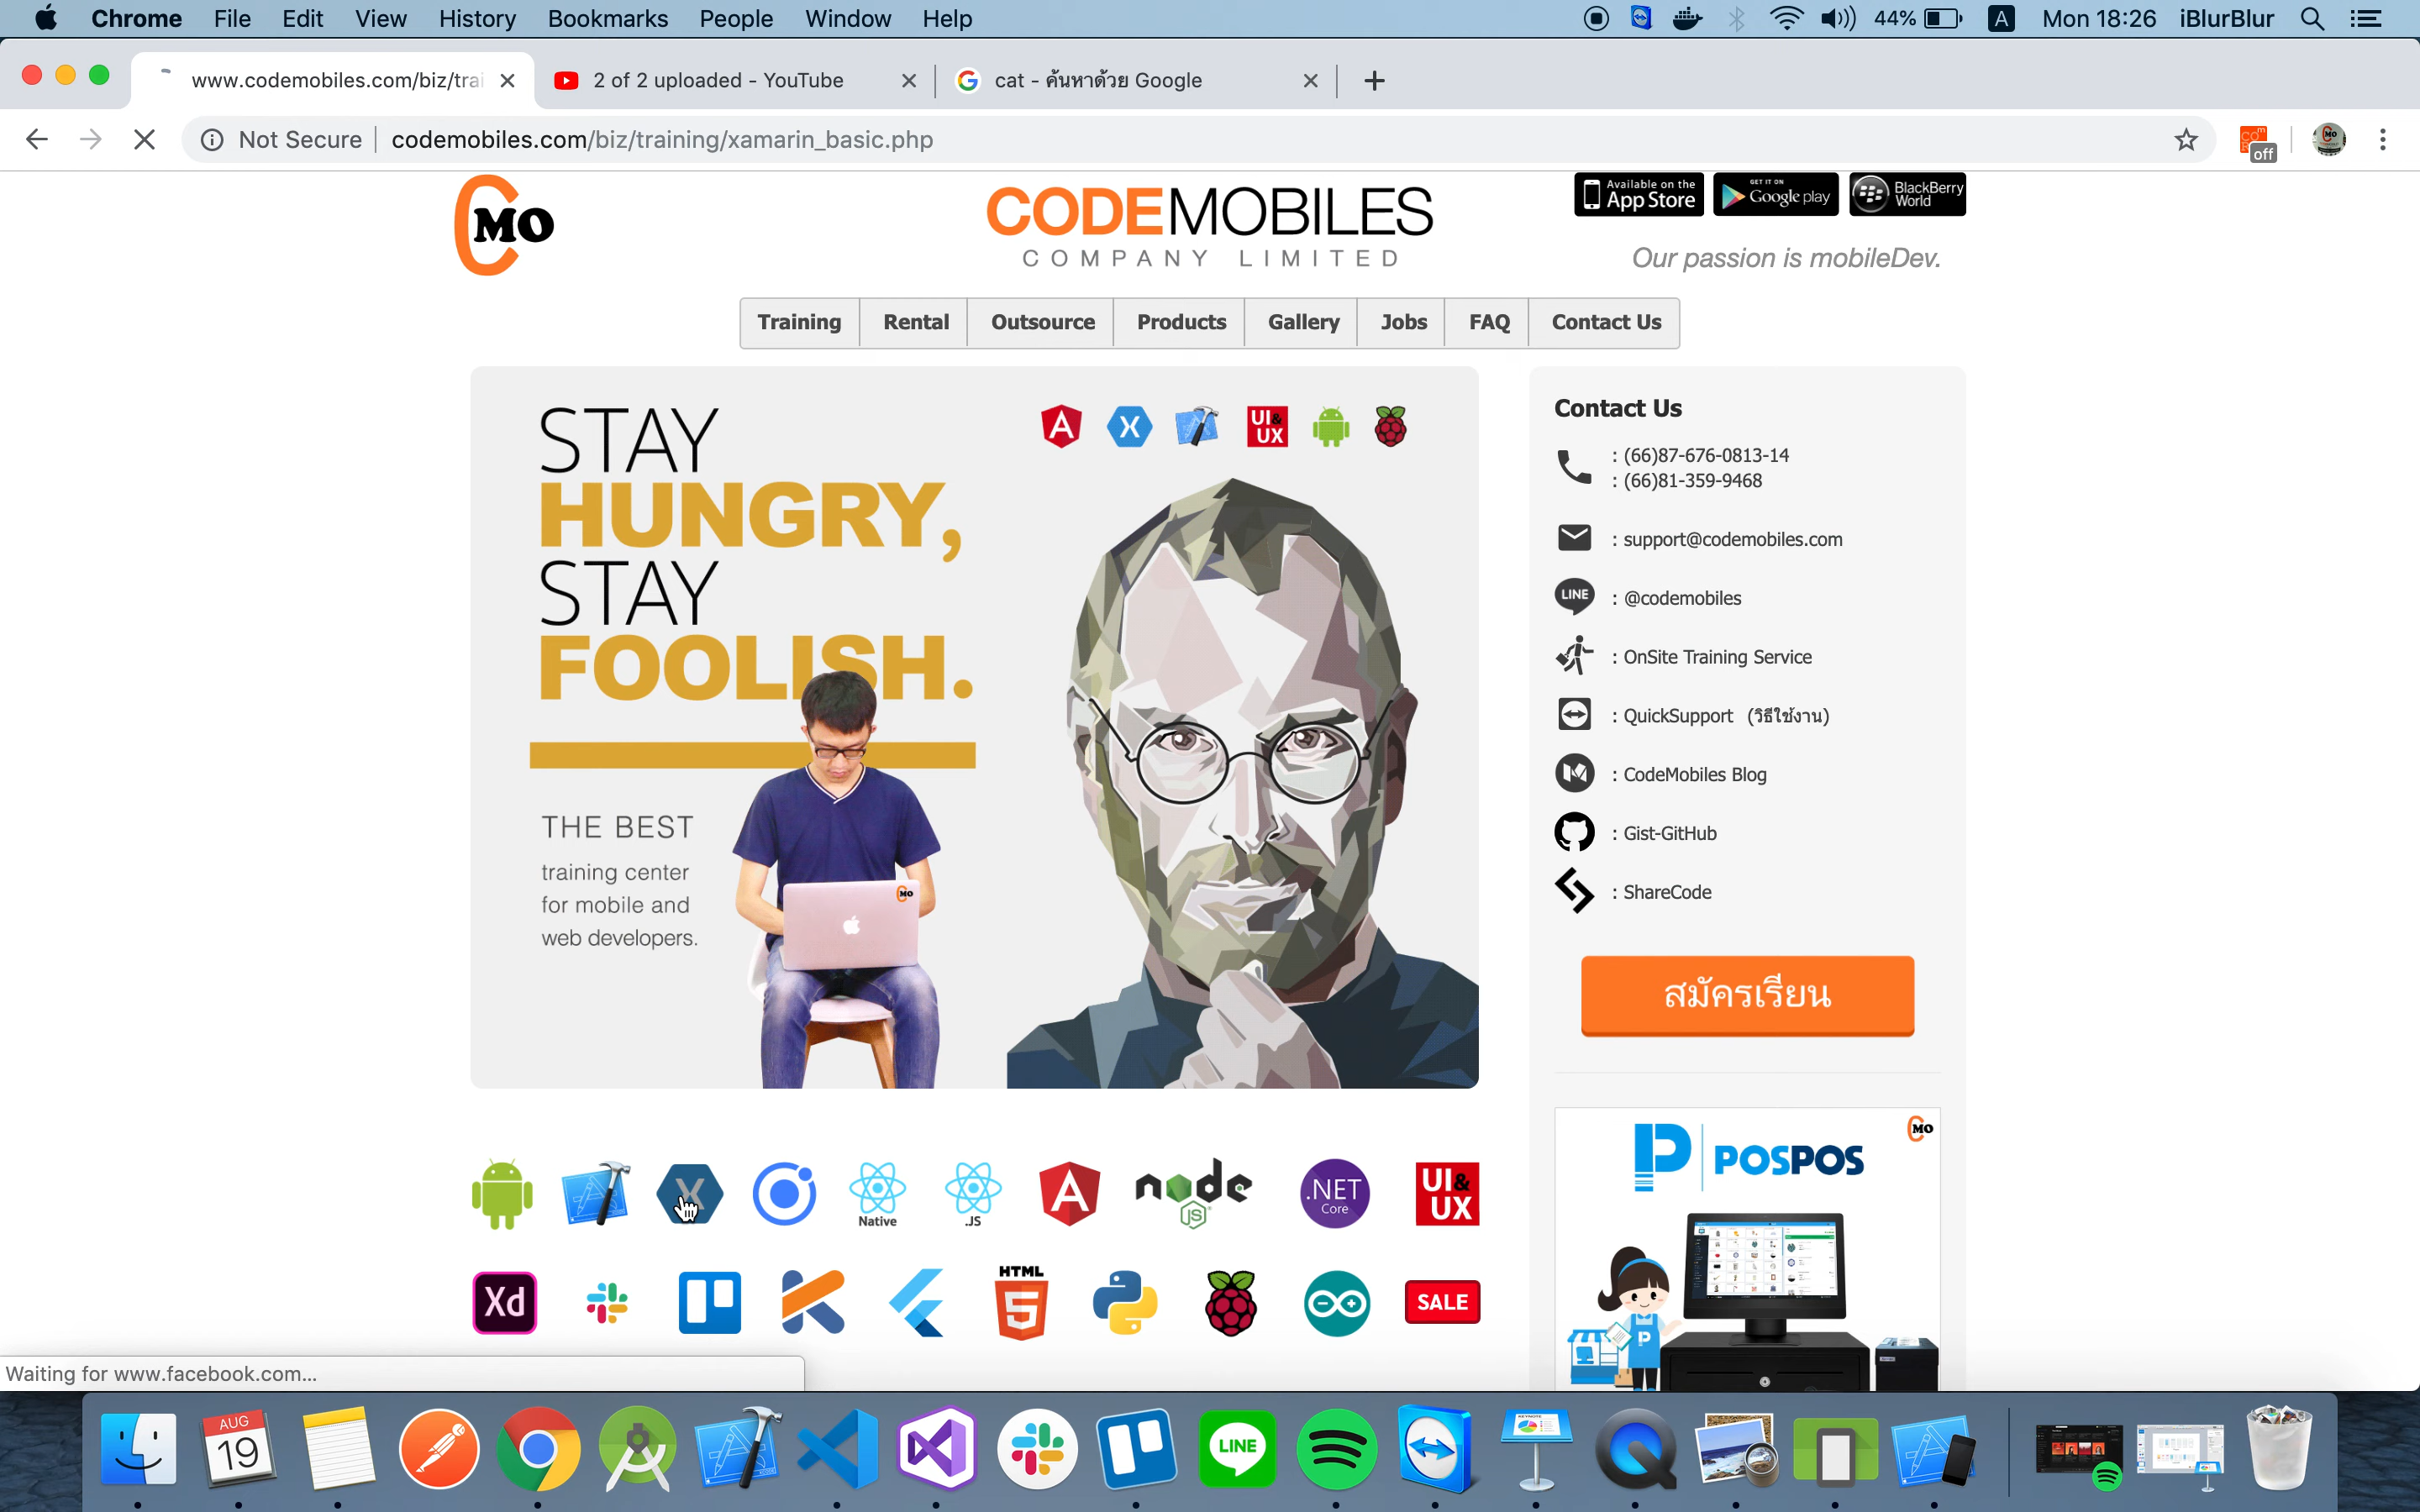 Chrome File Edit View History Bookmarks People Window Help 44% A Mon 18:26 iBlurBlur
www.codemobiles.com/biz/trai 2 of 2 uploaded - YouTube cat - ค้นหาด้วย Google
Not Secure codemobiles.com/biz/training/xamarin_basic.php off
CMO
CODEMOBILES
COMPANY LIMITED
Available on the App Store
GET IT ON Google play
BlackBerry World
Our passion is mobileDev.
Training Rental Outsource Products Gallery Jobs FAQ Contact Us
STAY
HUNGRY,
STAY
FOOLISH.
UI&UX
THE BEST
training center
for mobile and
web developers.
Contact Us
: (66)87-676-0813-14
: (66)81-359-9468
: support@codemobiles.com
LINE : @codemobiles
: OnSite Training Service
: QuickSupport (วิธีใช้งาน)
: CodeMobiles Blog
: Gist-GitHub
: ShareCode
สมัครเรียน
CMO
POSPOS
Native .JS node JS .NET Core UI&UX
Xd HTML 5 SALE
Waiting for www.facebook.com...
AUG
19
LINE
KEYNOTE